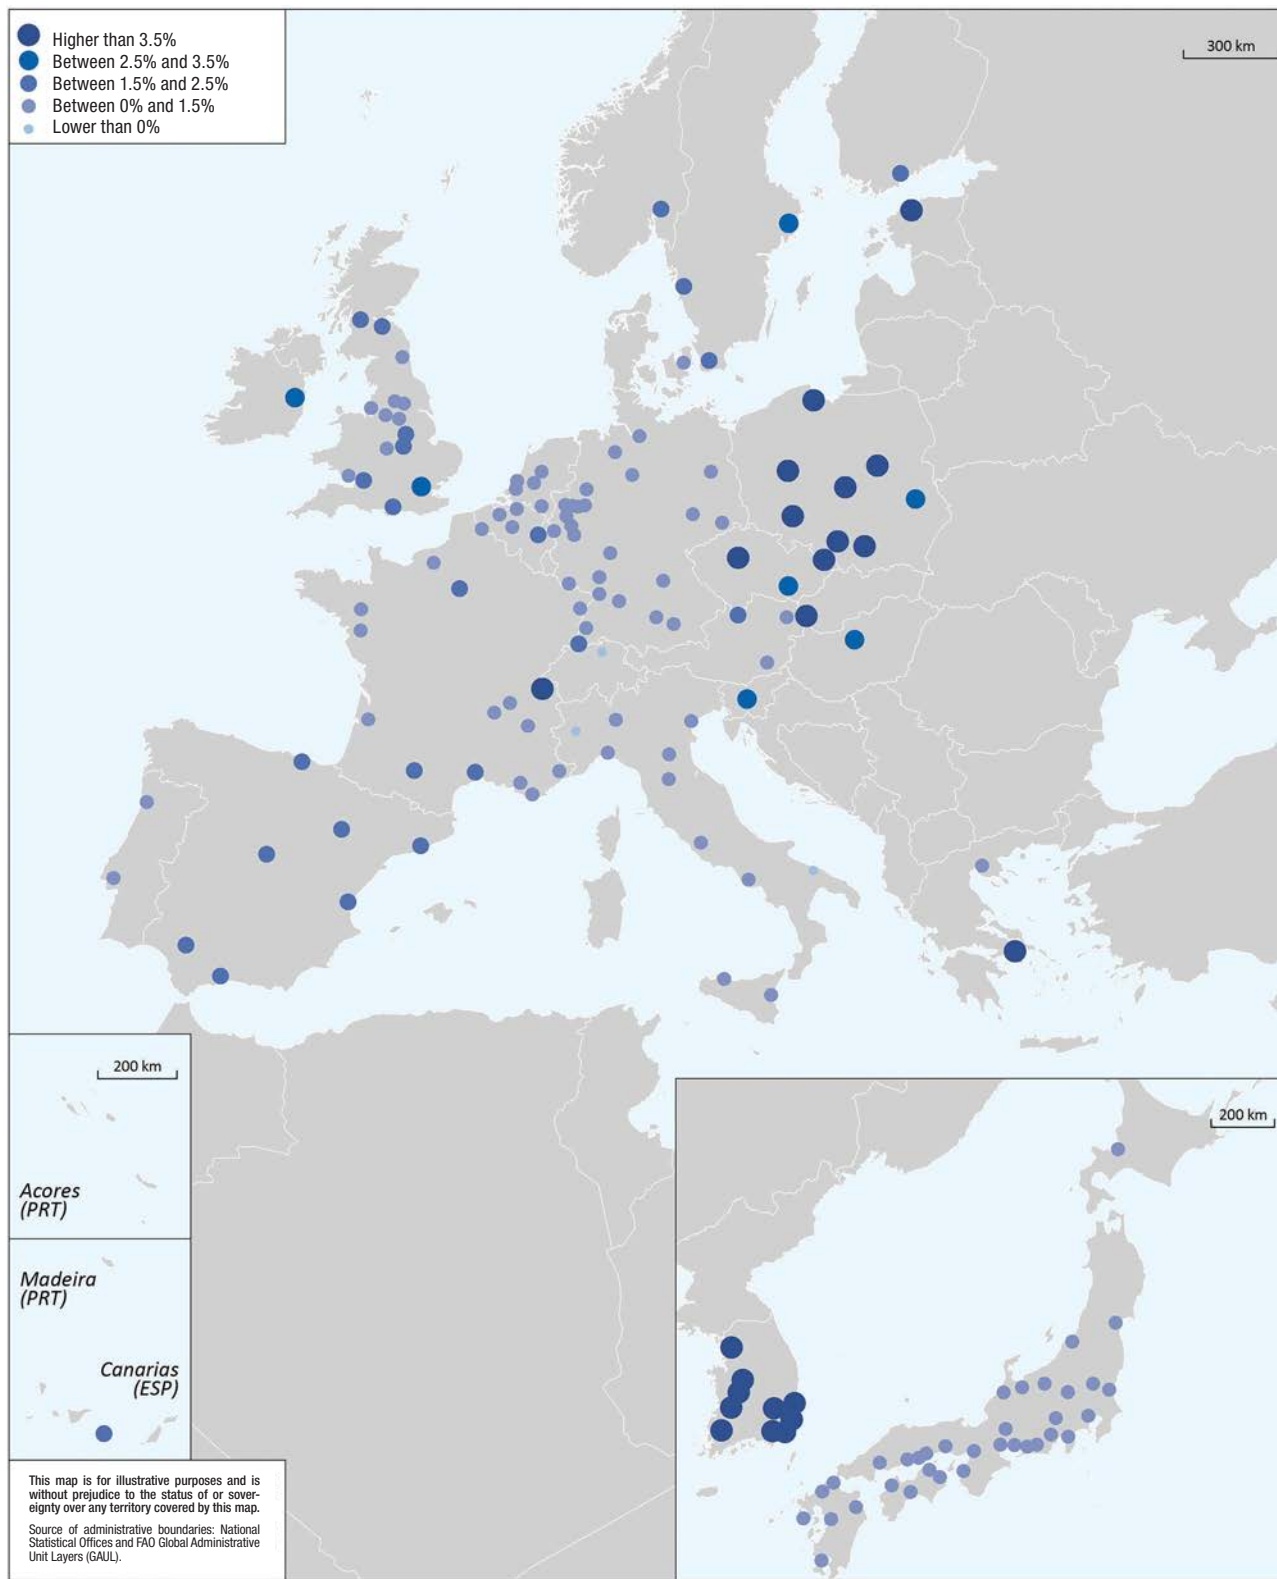 Higher than 3.5%
Between 2.5% and 3.5%
Between 1.5% and 2.5%
Between 0% and 1.5%
Lower than 0%
300 km
200 km
Acores
(PRT)
Madeira
(PRT)
Canarias
(ESP)
200 km
This map is for illustrative purposes and is
without prejudice to the status of or sover-
eignty over any territory covered by this map.
Source of administrative boundaries: National
Statistical Offices and FAO Global Administrative
Unit Layers (GAUL).